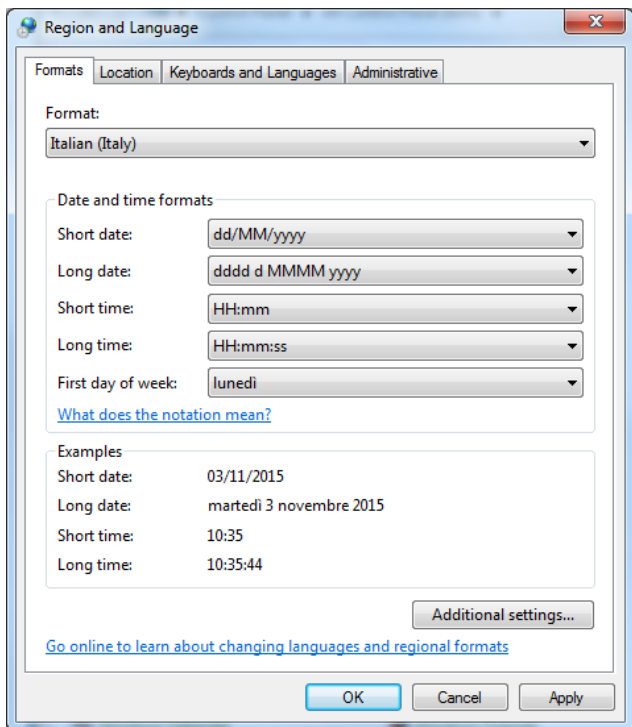 Region and Language
Formats Location Keyboards and Languages Administrative
Format:
Italian (Italy)
Date and time formats
Short date: dd/MM/yyyy
Long date: dddd d MMMM yyyy
Short time: HH:mm
Long time: HH:mm:ss
First day of week: lunedì
What does the notation mean?
Examples
Short date: 03/11/2015
Long date: martedì 3 novembre 2015
Short time: 10:35
Long time: 10:35:44
Additional settings...
Go online to learn about changing languages and regional formats
OK Cancel Apply